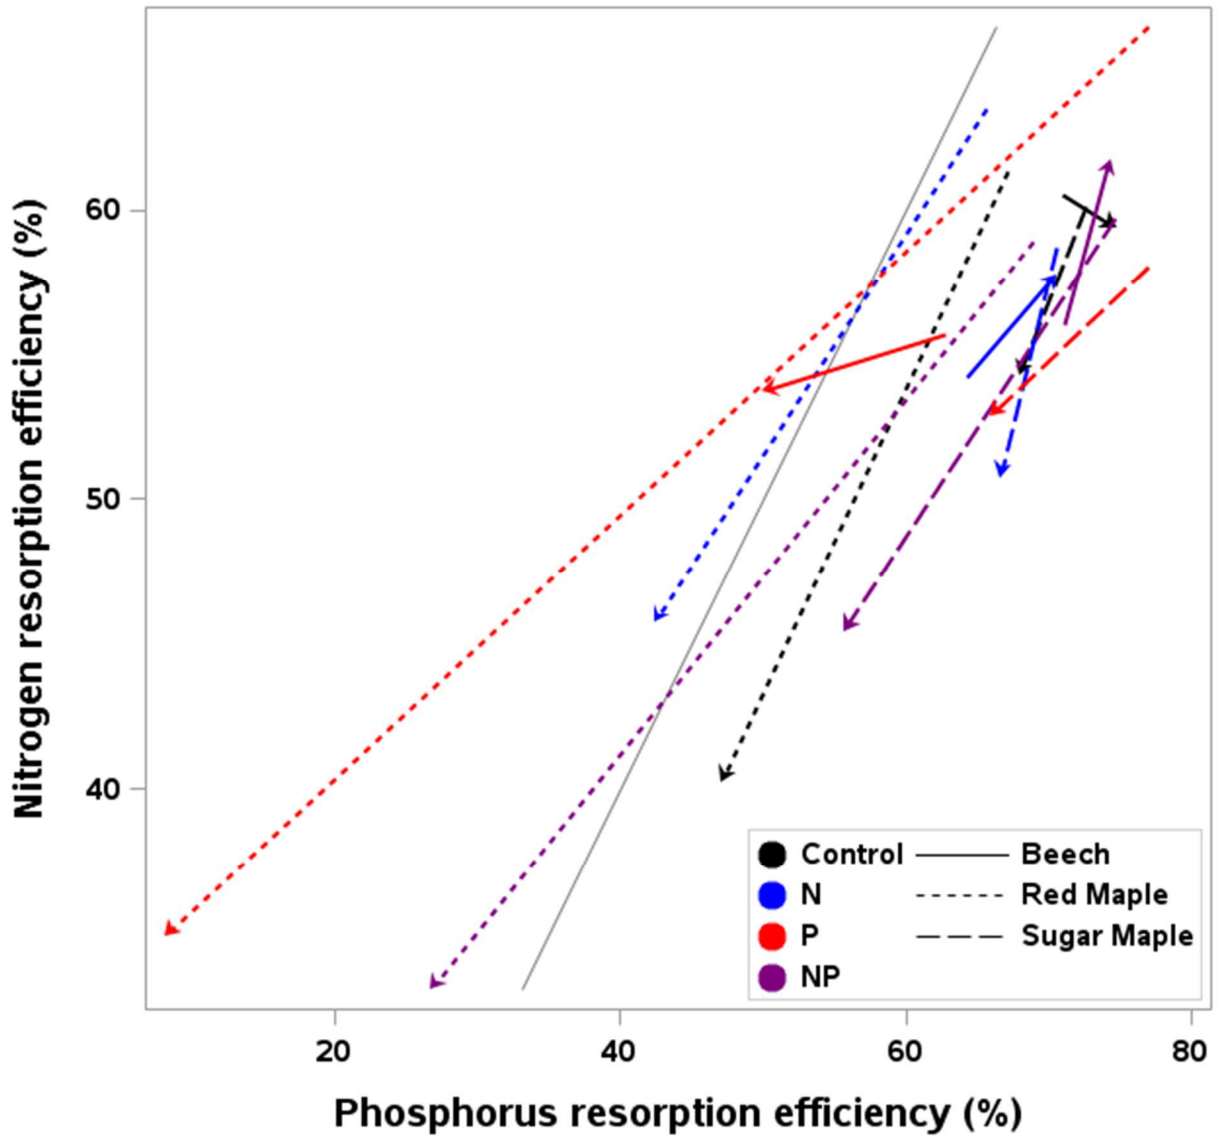 Nitrogen resorption efficiency (%)
60
50
40
Control
Beech
N
Red Maple
P
Sugar Maple
NP
20
40
60
80
Phosphorus resorption efficiency (%)